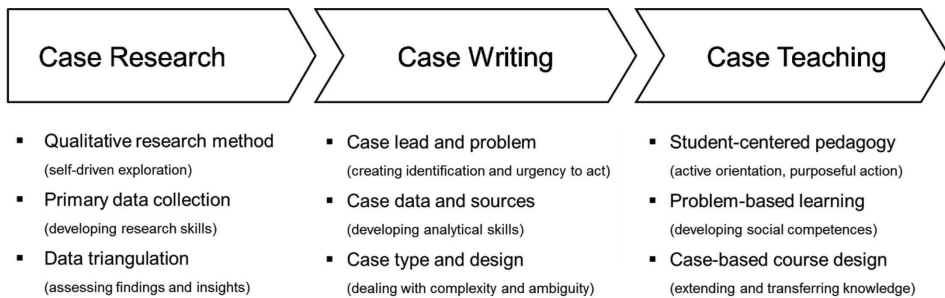 Case Research
Case Writing
Case Teaching
▪ Qualitative research method
(self-driven exploration)
▪ Primary data collection
(developing research skills)
▪ Data triangulation
(assessing findings and insights)
▪ Case lead and problem
(creating identification and urgency to act)
▪ Case data and sources
(developing analytical skills)
▪ Case type and design
(dealing with complexity and ambiguity)
▪ Student-centered pedagogy
(active orientation, purposeful action)
▪ Problem-based learning
(developing social competences)
▪ Case-based course design
(extending and transferring knowledge)